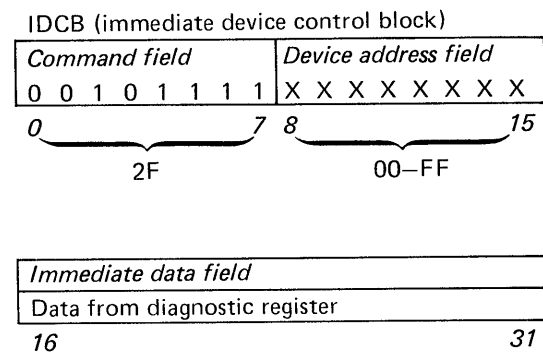 IDCB (immediate device control block)
Command field Device address field
0 0 1 0 1 1 1 1 X X X X X X X X
0 7 8 15
2F 00–FF
Immediate data field
Data from diagnostic register
16 31